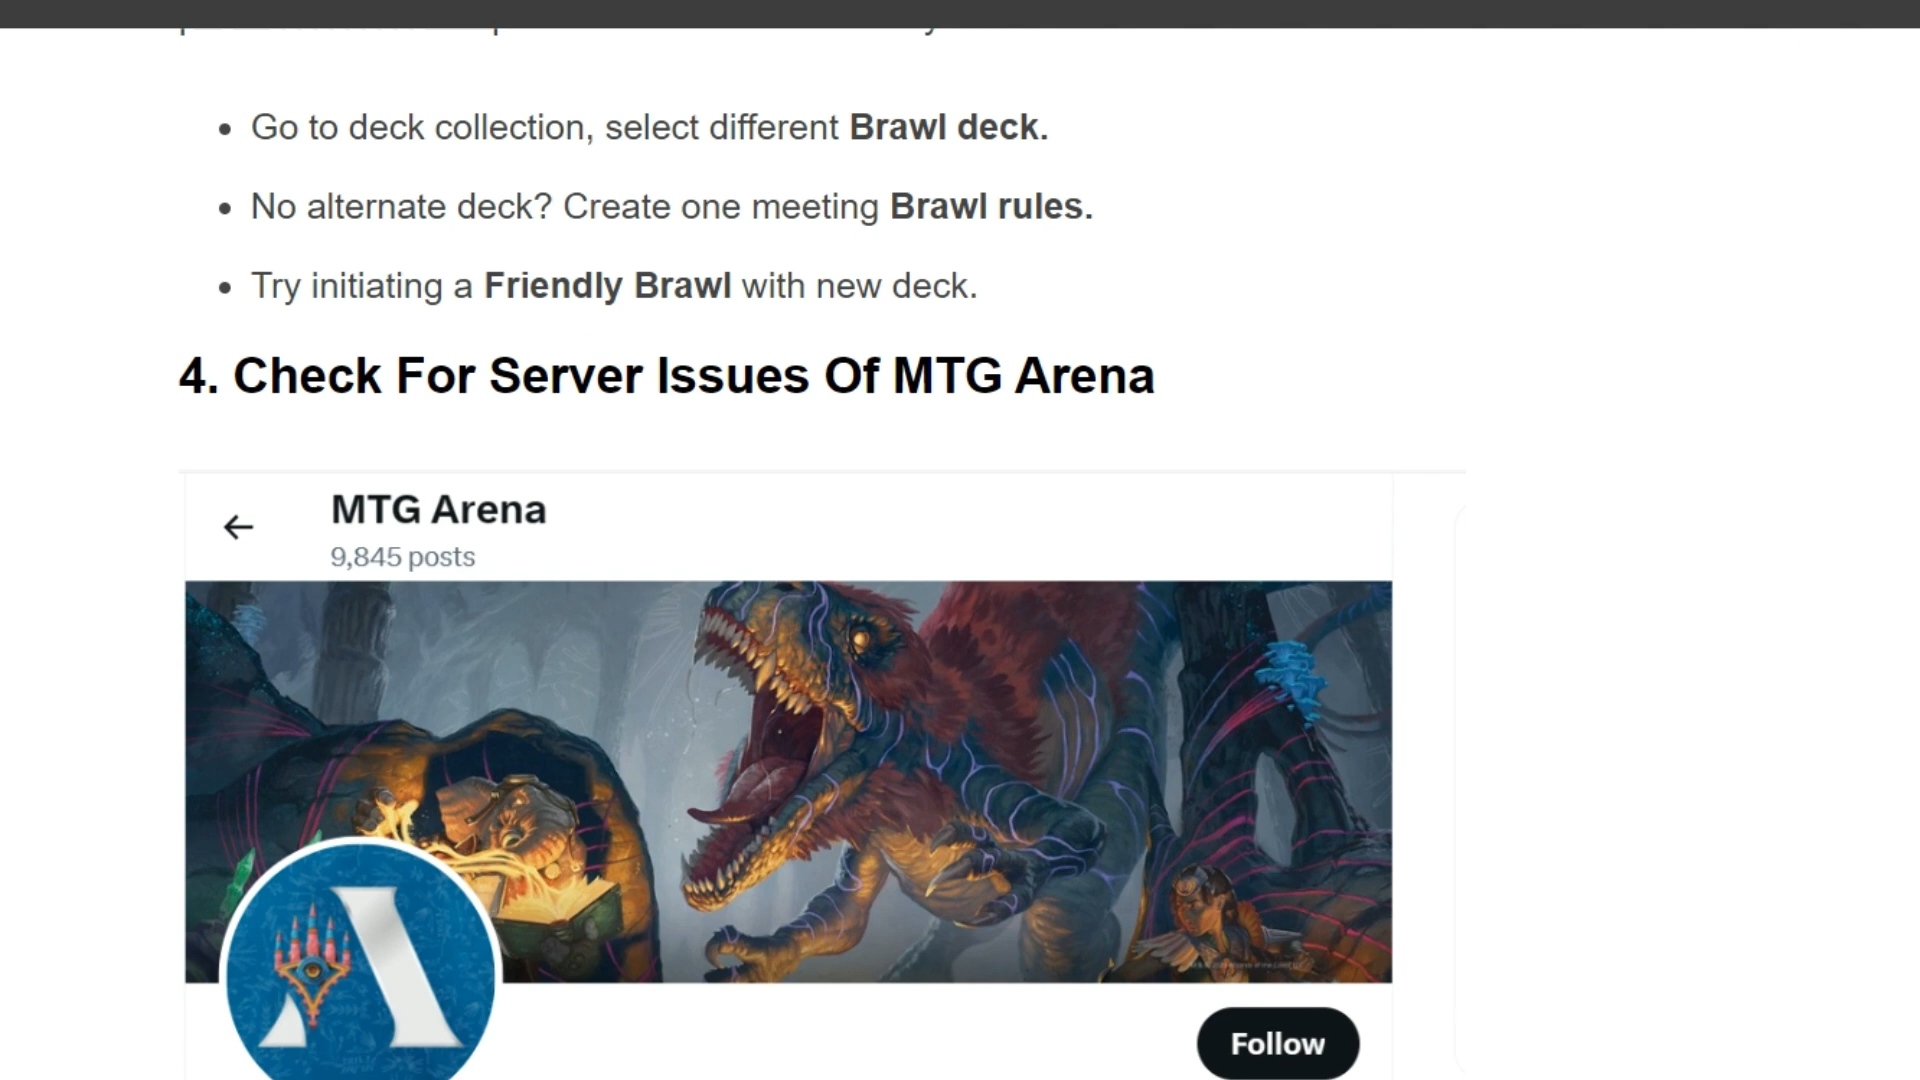 Go to deck collection, select different Brawl deck.
No alternate deck? Create one meeting Brawl rules.
Try initiating a Friendly Brawl with new deck.
4. Check For Server Issues Of MTG Arena
MTG Arena
9,845 posts
Follow